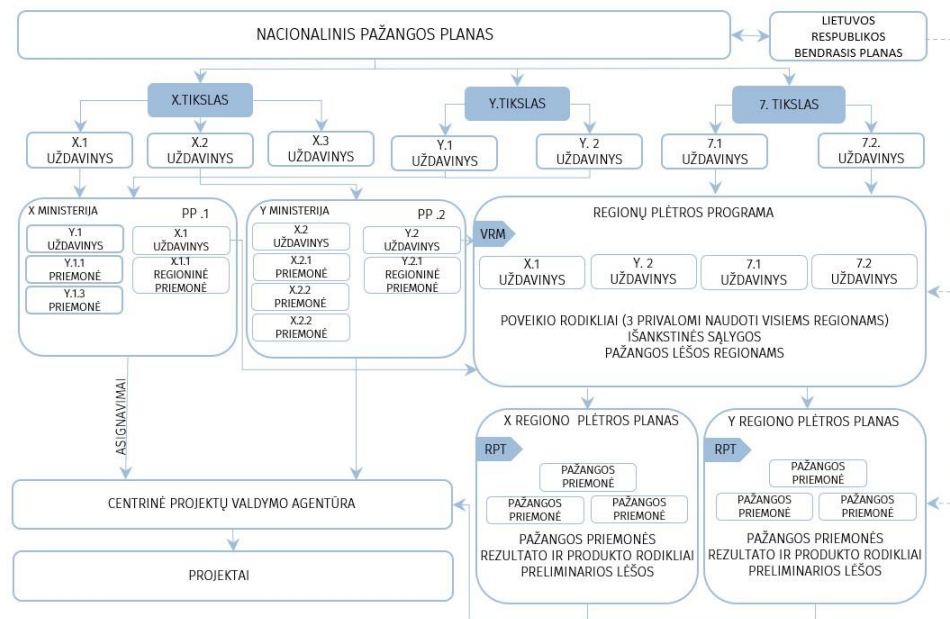 NACIONALINIS PAŽANGOS PLANAS
LIETUVOS
RESPUBLIKOS
BENDRASIS PLANAS
X.TIKSLAS
Y.TIKSLAS
7. TIKSLAS
X.1
UŽDAVINYS
X.2
UŽDAVINYS
X.3
UŽDAVINYS
Y.1
UŽDAVINYS
Y. 2
UŽDAVINYS
7.1
UŽDAVINYS
7.2.
UŽDAVINYS
X MINISTERIJA
PP .1
Y.1
UŽDAVINYS
Y.1.1
PRIEMONĖ
Y.1.3
PRIEMONĖ
X.1
UŽDAVINYS
X.1.1
REGIONINĖ
PRIEMONĖ
Y MINISTERIJA
PP .2
X.2
UŽDAVINYS
X.2.1
PRIEMONĖ
X.2.2
PRIEMONĖ
X.2.2
PRIEMONĖ
Y.2
UŽDAVINYS
Y.2.1
REGIONINĖ
PRIEMONĖ
REGIONŲ PLĖTROS PROGRAMA
VRM
X.1
UŽDAVINYS
Y. 2
UŽDAVINYS
7.1
UŽDAVINYS
7.2
UŽDAVINYS
POVEIKIO RODIKLIAI (3 PRIVALOMI NAUDOTI VISIEMS REGIONAMS)
IŠANKSTINĖS SĄLYGOS
PAŽANGOS LĖŠOS REGIONAMS
ASIGNAVIMAI
CENTRINĖ PROJEKTŲ VALDYMO AGENTŪRA
PROJEKTAI
X REGIONO PLĖTROS PLANAS
RPT
PAŽANGOS
PRIEMONĖ
PAŽANGOS
PRIEMONĖ
PAŽANGOS
PRIEMONĖ
PAŽANGOS PRIEMONĖS
REZULTATO IR PRODUKTO RODIKLIAI
PRELIMINARIOS LĖŠOS
Y REGIONO PLĖTROS PLANAS
RPT
PAŽANGOS
PRIEMONĖ
PAŽANGOS
PRIEMONĖ
PAŽANGOS
PRIEMONĖ
PAŽANGOS PRIEMONĖS
REZULTATO IR PRODUKTO RODIKLIAI
PRELIMINARIOS LĖŠOS